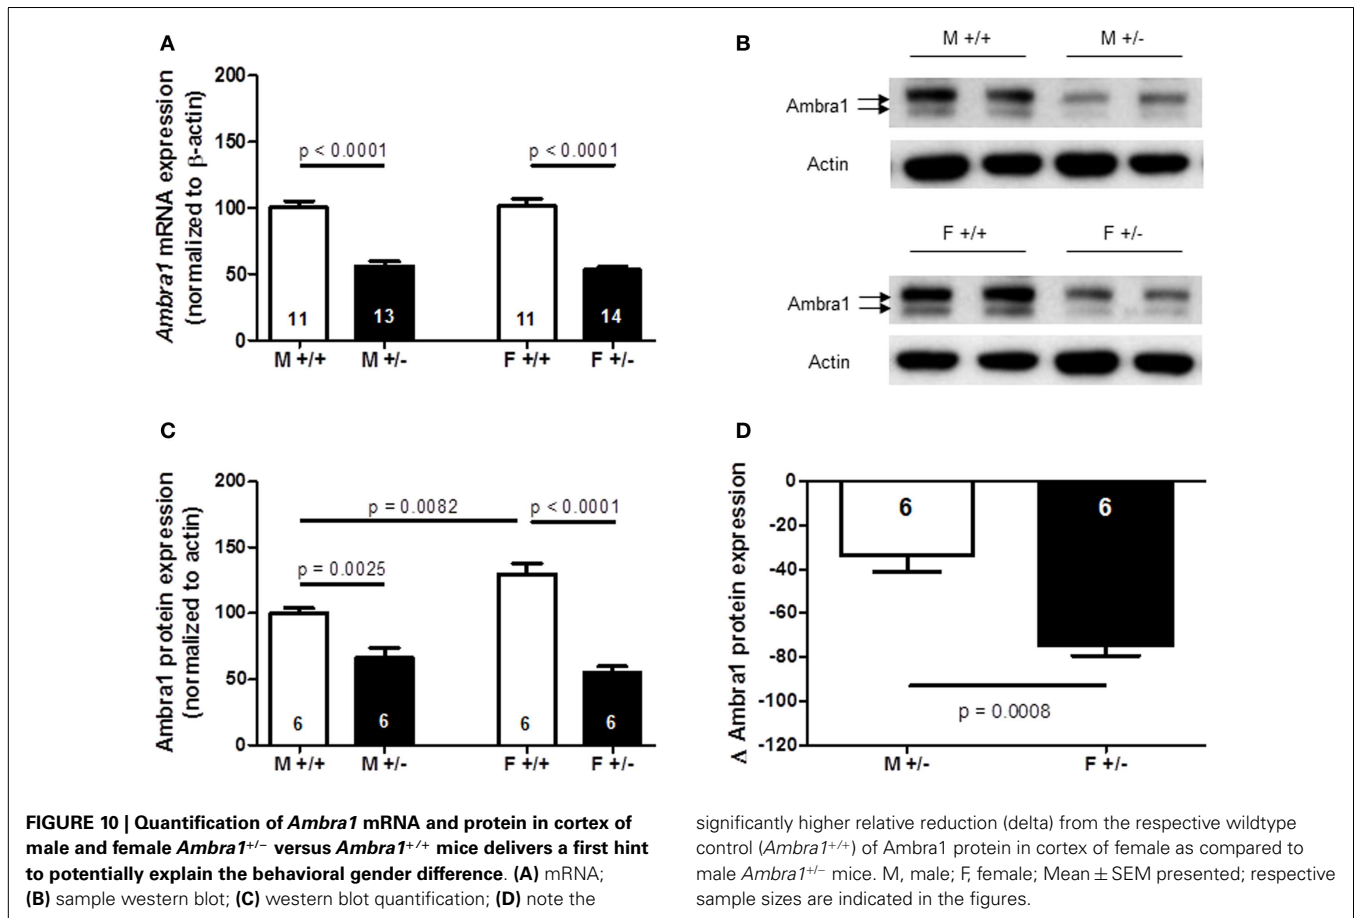 A
Ambra1 mRNA expression
(normalized to β-actin)
200
150
100
50
0
p < 0.0001
p < 0.0001
11
13
11
14
M +/+
M +/-
F +/+
F +/-
B
M +/+
M +/-
Ambra1
Actin
F +/+
F +/-
Ambra1
Actin
C
Ambra1 protein expression
(normalized to actin)
200
150
100
50
0
p = 0.0082
p < 0.0001
p = 0.0025
6
6
6
6
M +/+
M +/-
F +/+
F +/-
D
Δ Ambra1 protein expression
0
-20
-40
-60
-80
-100
-120
6
6
p = 0.0008
M +/-
F +/-
FIGURE 10 | Quantification of Ambra1 mRNA and protein in cortex of
male and female Ambra1+/− versus Ambra1+/+ mice delivers a first hint
to potentially explain the behavioral gender difference. (A) mRNA;
(B) sample western blot; (C) western blot quantification; (D) note the
significantly higher relative reduction (delta) from the respective wildtype
control (Ambra1+/+) of Ambra1 protein in cortex of female as compared to
male Ambra1+/− mice. M, male; F, female; Mean ± SEM presented; respective
sample sizes are indicated in the figures.